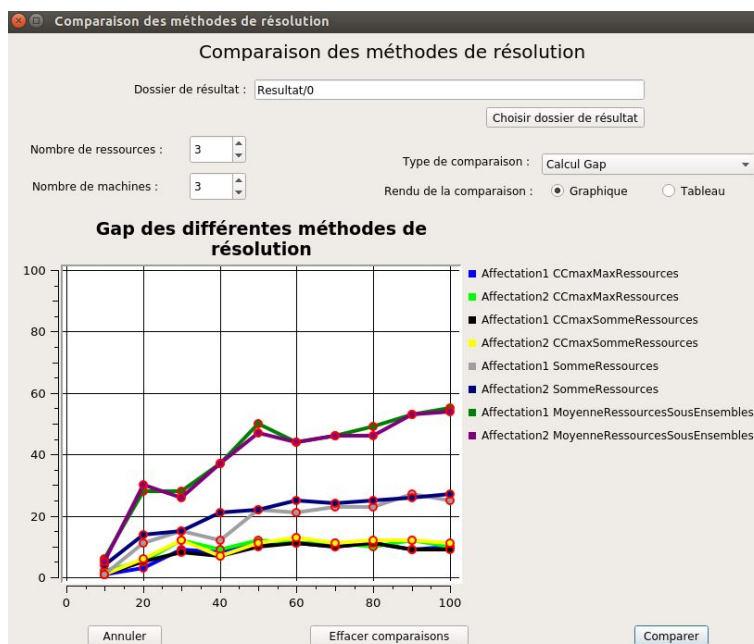 Comparaison des méthodes de résolution
Comparaison des méthodes de résolution
Dossier de résultat : Resultat/0
Choisir dossier de résultat
Nombre de ressources : 3
Type de comparaison : Calcul Gap
Nombre de machines : 3
Rendu de la comparaison : Graphique Tableau
Gap des différentes méthodes de
résolution
100
80
60
40
20
0
0 20 40 60 80 100
Affectation1 CCmaxMaxRessources
Affectation2 CCmaxMaxRessources
Affectation1 CCmaxSommeRessources
Affectation2 CCmaxSommeRessources
Affectation1 SommeRessources
Affectation2 SommeRessources
Affectation1 MoyenneRessourcesSousEnsembles
Affectation2 MoyenneRessourcesSousEnsembles
Annuler Effacer comparaisons Comparer